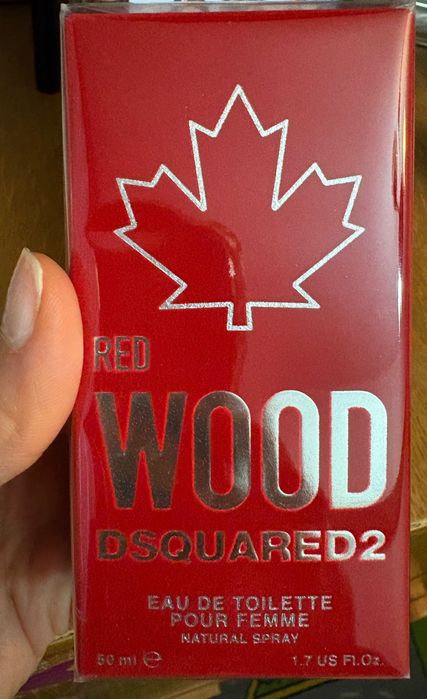 RED
WOOD
DSQUARED2
EAU DE TOILETTE
POUR FEMME
NATURAL SPRAY
50 ml ℮ 1.7 US Fl.Oz.